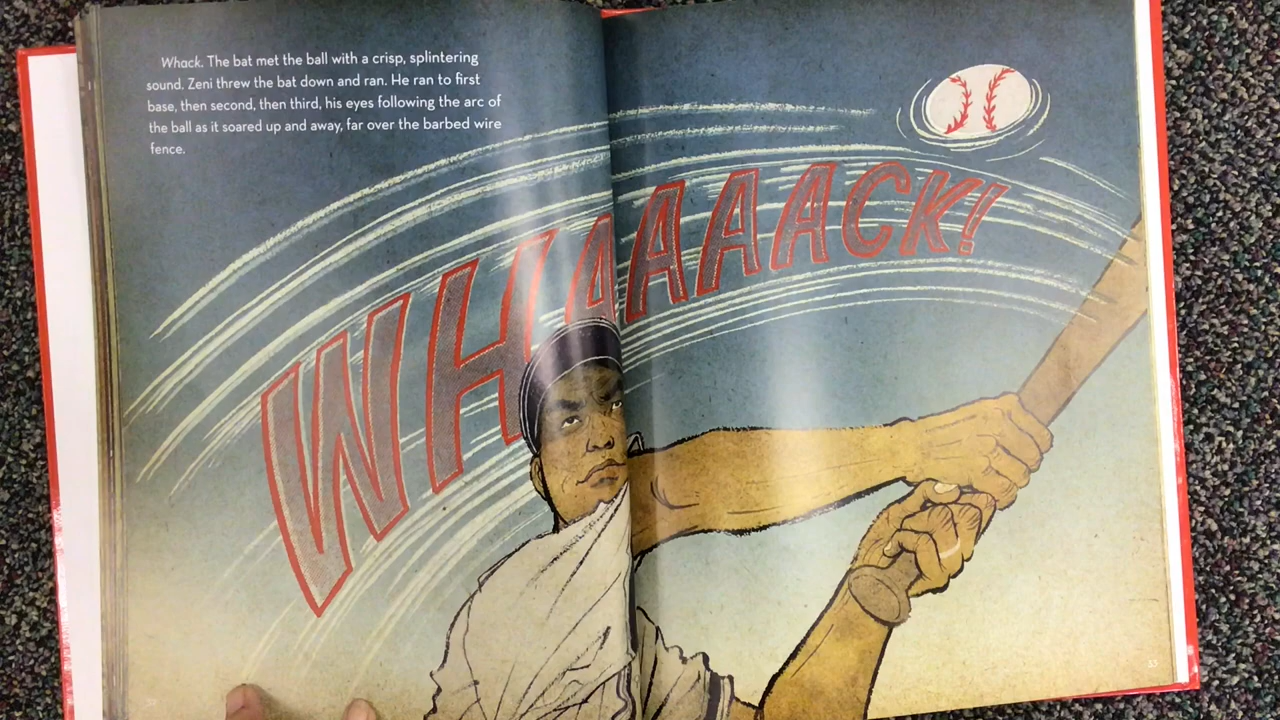 Whack. The bat met the ball with a crisp, splintering
sound. Zeni threw the bat down and ran. He ran to first
base, then second, then third, his eyes following the arc of
the ball as it soared up and away, far over the barbed wire
fence.
WHAAAACK!
33